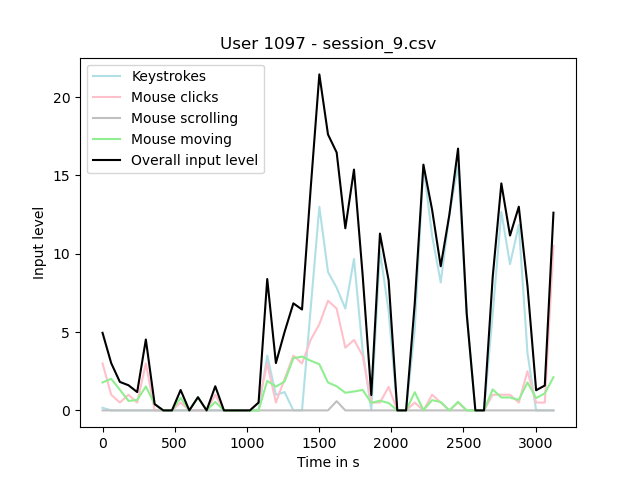 User 1097 - session_9.csv
Keystrokes
Mouse clicks
Mouse scrolling
Mouse moving
Overall input level
20
15
10
5
0
Input level
0 500 1000 1500 2000 2500 3000
Time in s